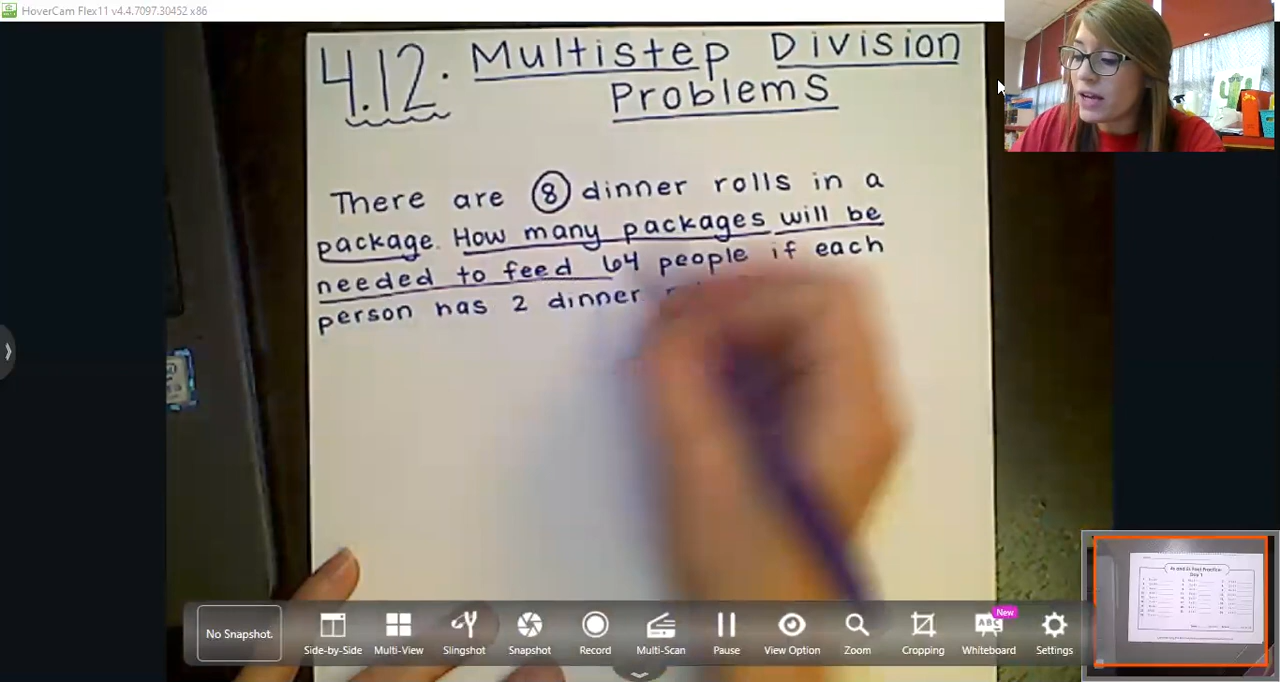 HoverCam Flex11 v4.4.7097.30452 x86
4.12. Multistep Division
Problems
There are 8 dinner rolls in a
package. How many packages will be
needed to feed 64 people if each
person has 2 dinner
No Snapshot.
Side-by-Side
Multi-View
Slingshot
Snapshot
Record
Multi-Scan
Pause
View Option
Zoom
Cropping
New
ABC
Whiteboard
Settings